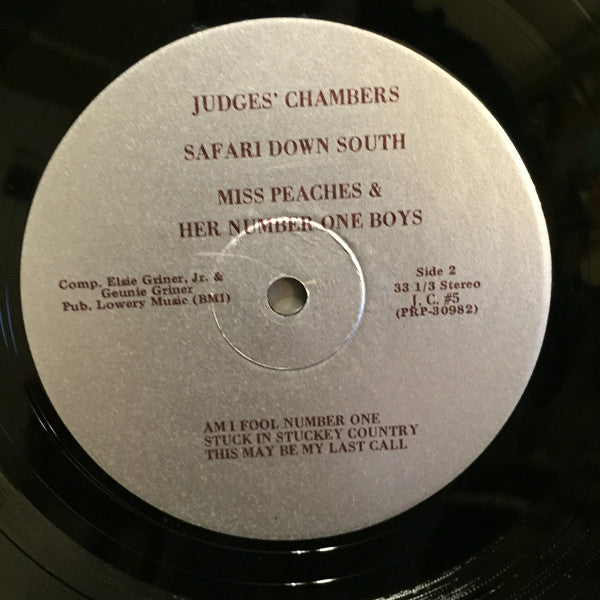 JUDGES' CHAMBERS
SAFARI DOWN SOUTH
MISS PEACHES &
HER NUMBER ONE BOYS
Comp. Elsie Griner, Jr. &
Geunie Griner
Pub. Lowery Music (BMI)
Side 2
33 1/3 Stereo
J. C. #5
(PRP-30982)
AM I FOOL NUMBER ONE
STUCK IN STUCKEY COUNTRY
THIS MAY BE MY LAST CALL